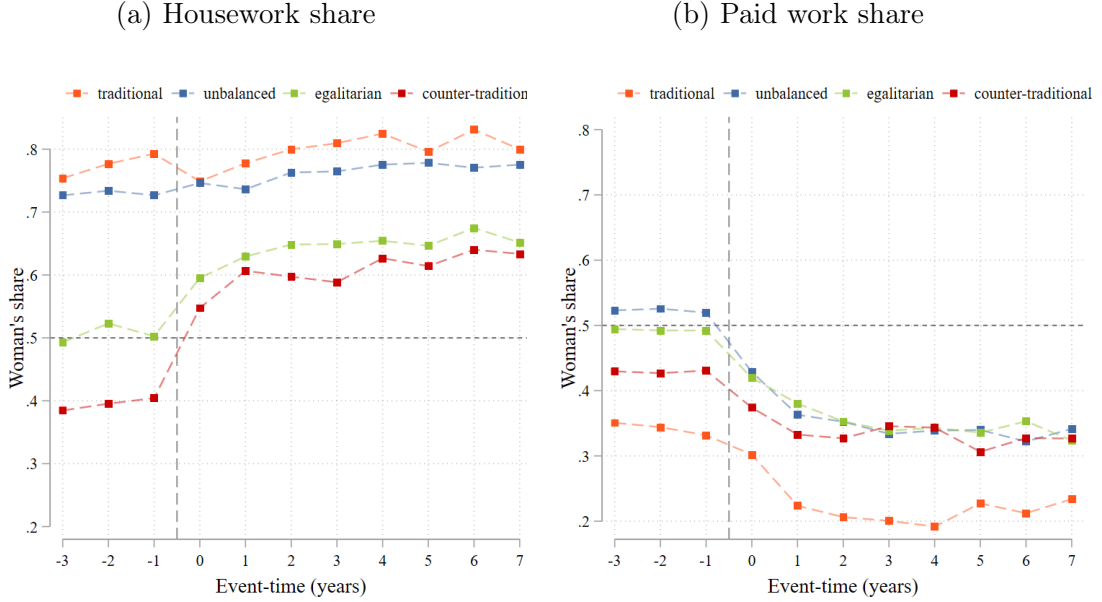 (a) Housework share
traditional unbalanced egalitarian counter-tradition
.8
.7
.6
.5
.4
.3
.2
Woman's share
-3 -2 -1 0 1 2 3 4 5 6 7
Event-time (years)
(b) Paid work share
traditional unbalanced egalitarian counter-traditional
.8
.7
.6
.5
.4
.3
.2
Woman's share
-3 -2 -1 0 1 2 3 4 5 6 7
Event-time (years)